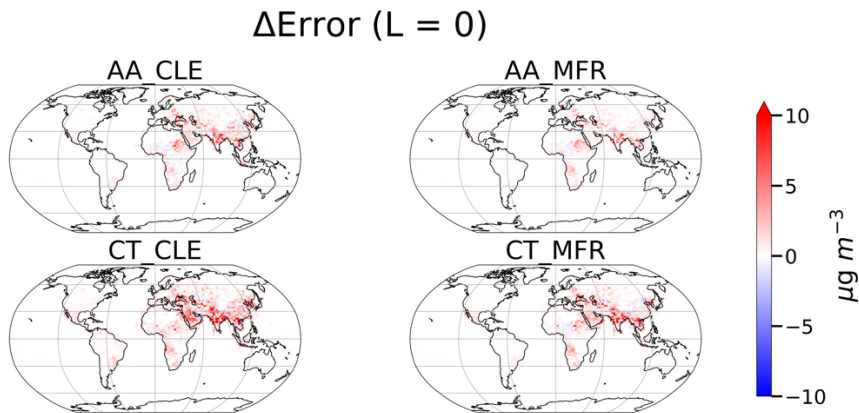 ΔError (L = 0)
AA_CLE
AA_MFR
CT_CLE
CT_MFR
10
5
0
−5
−10
μg m⁻³